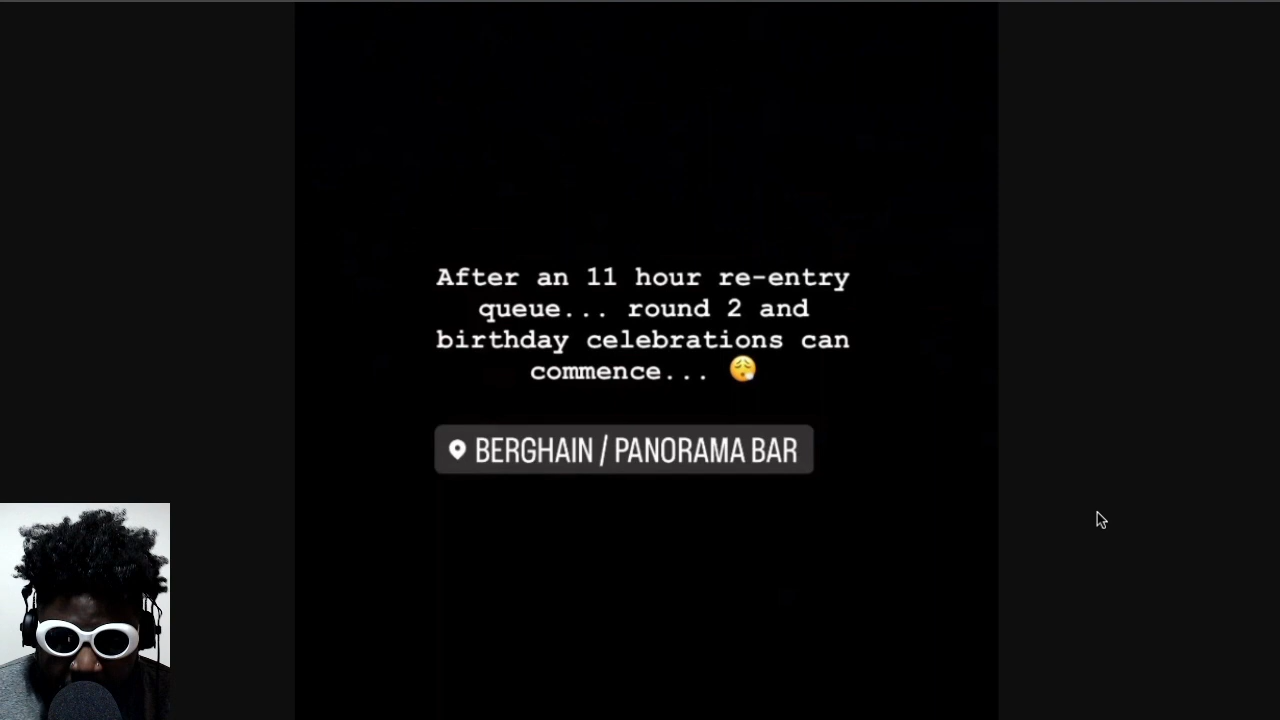 After an 11 hour re-entry
queue... round 2 and
birthday celebrations can
commence... 😮‍💨
BERGHAIN / PANORAMA BAR